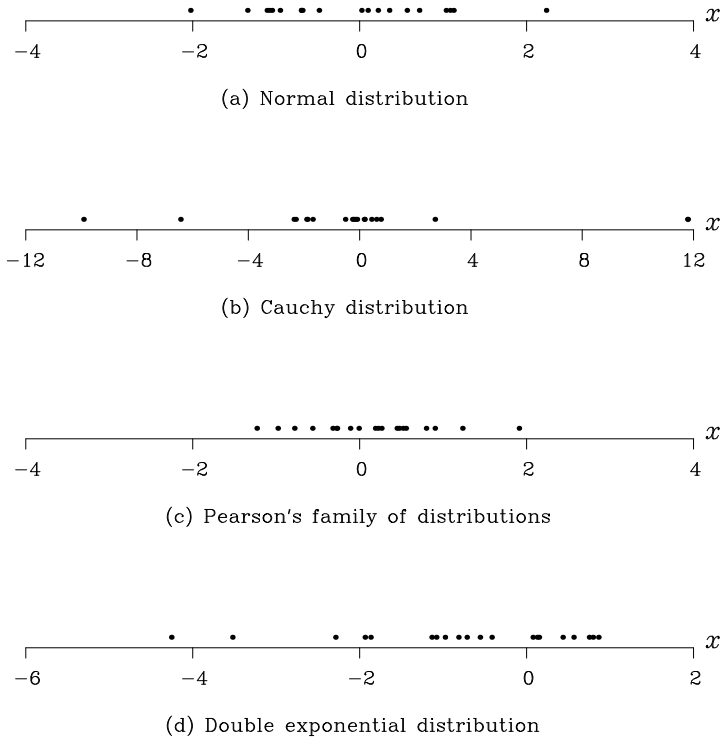 x
−4 −2 0 2 4
(a) Normal distribution
x
−12 −8 −4 0 4 8 12
(b) Cauchy distribution
x
−4 −2 0 2 4
(c) Pearson's family of distributions
x
−6 −4 −2 0 2
(d) Double exponential distribution